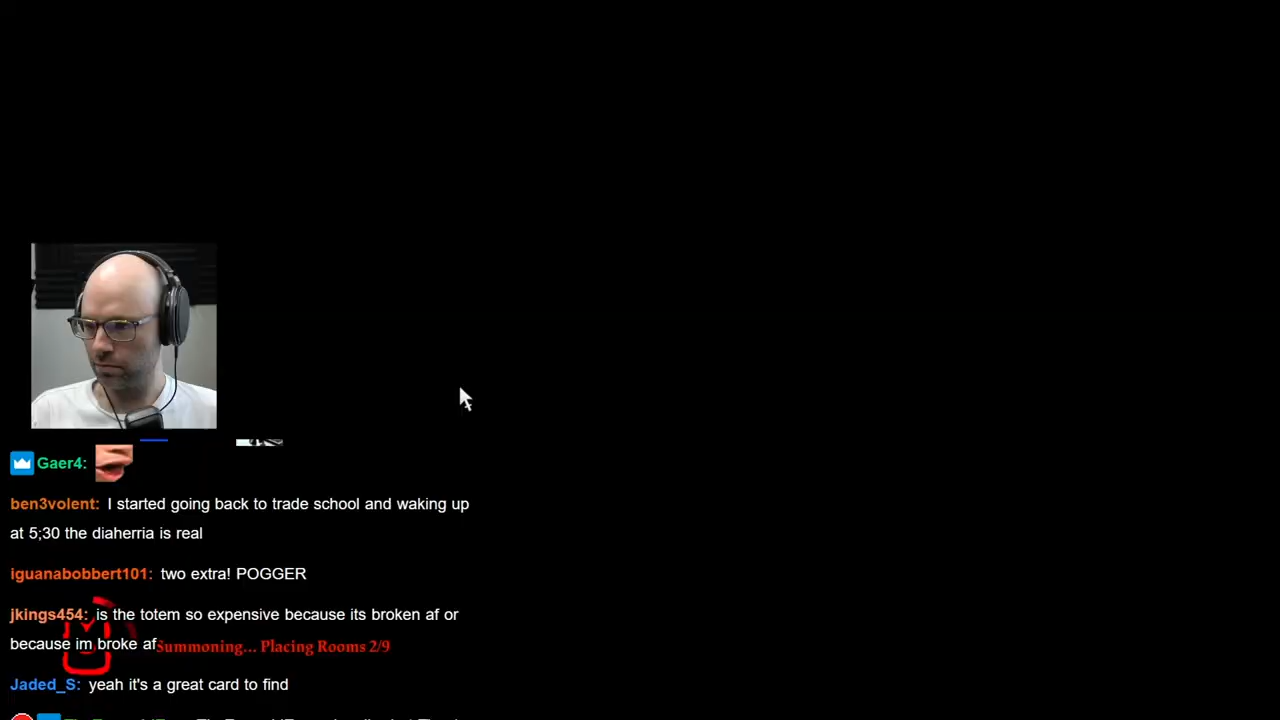 Gaer4:
ben3volent: I started going back to trade school and waking up
at 5;30 the diaherria is real
iguanabobbert101: two extra! POGGER
jkings454: is the totem so expensive because its broken af or
because im broke af
Summoning... Placing Rooms 2/9
Jaded_S: yeah it's a great card to find